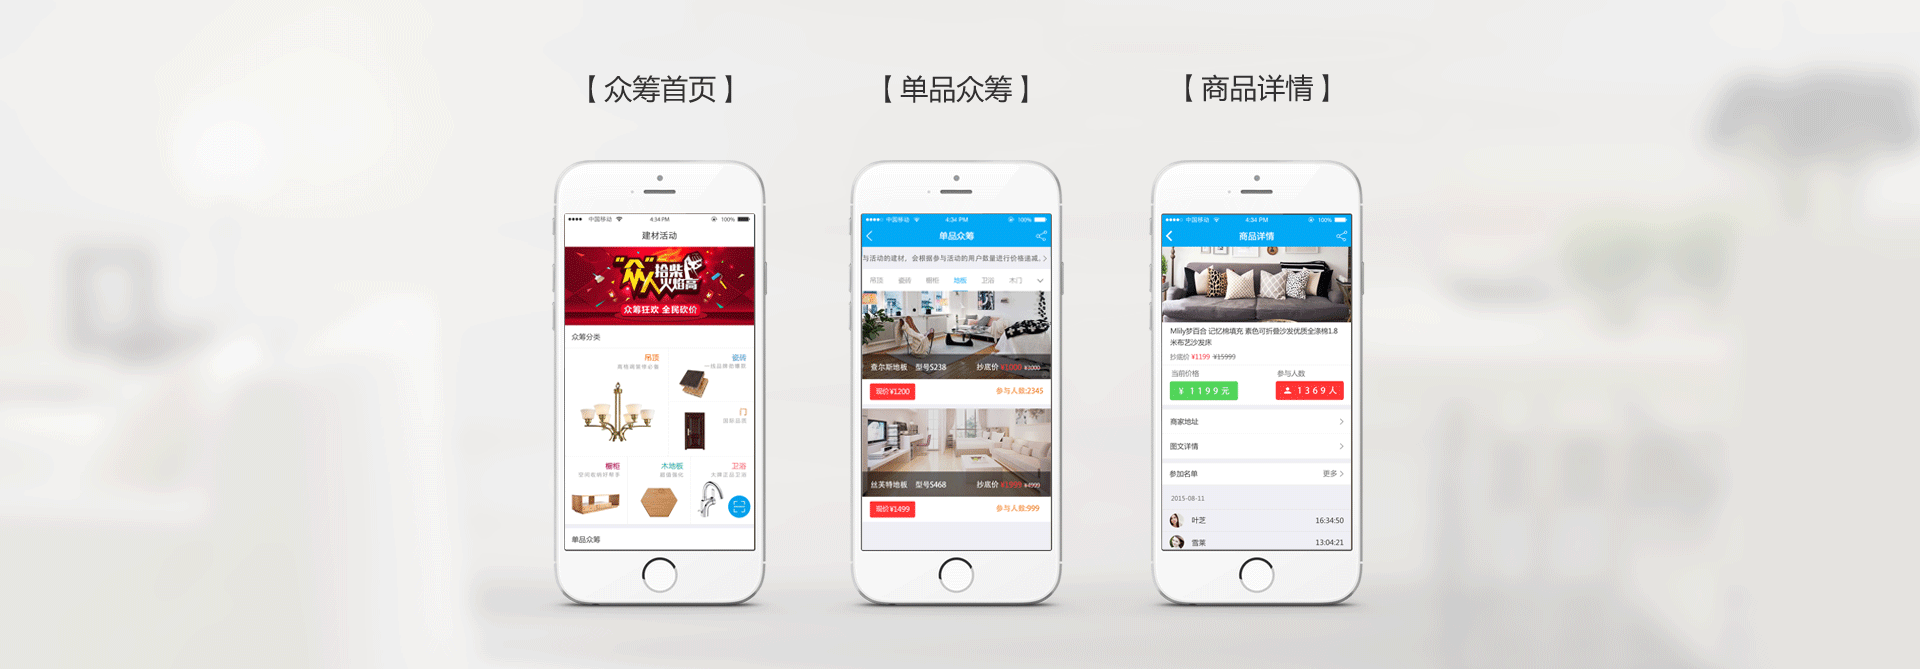 【众筹首页】
【单品众筹】
【商品详情】
中国移动
4:34 PM
100%
建材活动
“众”人
拾柴
火焰高
众筹狂欢 全民砍价
众筹分类
吊顶
瓷砖
门
国际品质
橱柜
木地板
卫浴
大牌正品卫浴
单品众筹
中国移动
4:34 PM
100%
单品众筹
与活动的建材，会根据参与活动的用户数量进行价格递减。
吊顶 瓷砖 橱柜 地板 卫浴 木门
查尔斯地板 型号S238 抄底价 ¥1000 ¥3000
现价¥1200
参与人数:2345
丝芙特地板 型号S468 抄底价 ¥1399 ¥4999
现价¥1499
参与人数:999
中国移动
4:34 PM
100%
商品详情
Mlily梦百合 记忆棉填充 素色可折叠沙发优质全涤棉1.8
米布艺沙发床
抄底价 ¥1199 ¥15999
当前价格
参与人数
¥ 1199元
1369人
商家地址
图文详情
参加名单
更多
2015-08-11
叶芝
16:34:50
雪莱
13:04:21